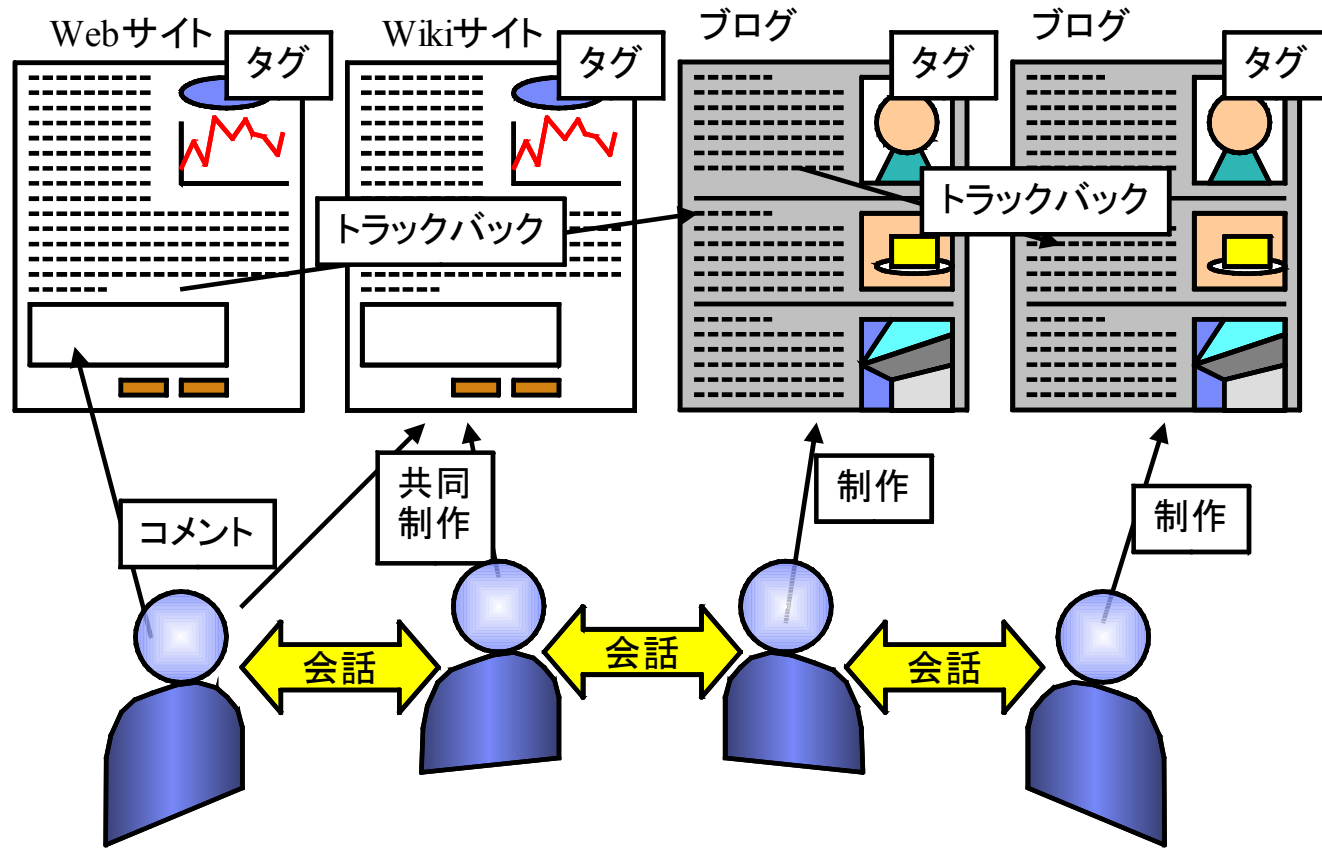 Webサイト
Wikiサイト
ブログ
ブログ
タグ
タグ
タグ
タグ
トラックバック
トラックバック
コメント
共同
制作
制作
制作
会話
会話
会話